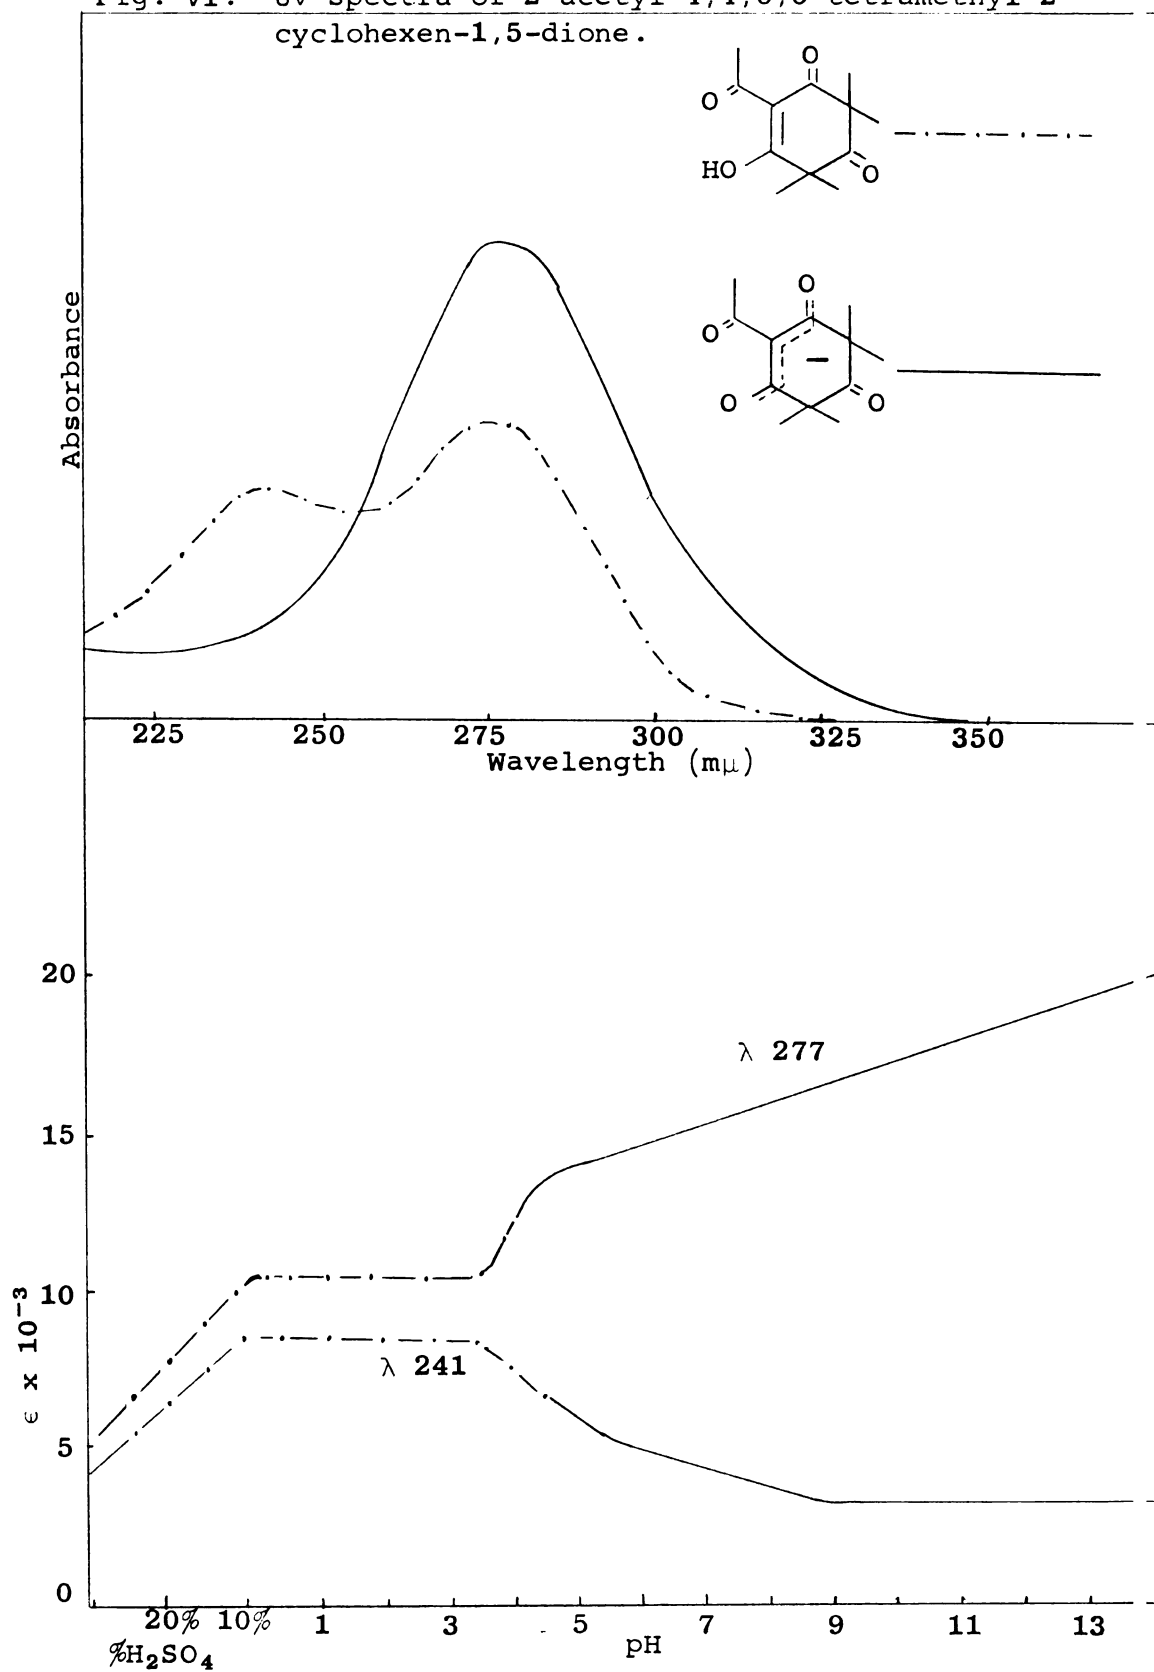 cyclohexen-1,5-dione.
O
O
HO
O
O
O
O
O
Absorbance
225 250 275 300 325 350
Wavelength (mμ)
20
λ 277
15
10
ε x 10⁻³
λ 241
5
0
20% 10% 1 3 5 7 9 11 13
%H₂SO₄
pH